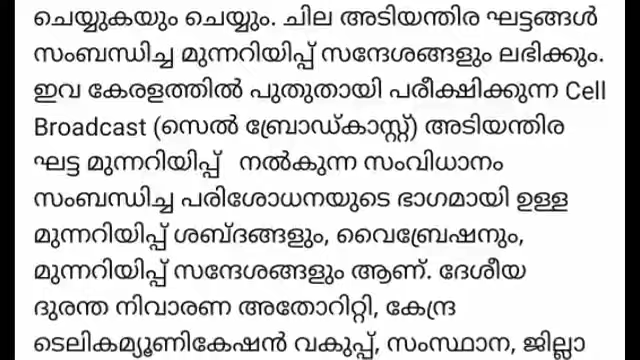 ചെയ്യുകയും ചെയ്യും. ചില അടിയന്തിര ഘട്ടങ്ങൾ
സംബന്ധിച്ച മുന്നറിയിപ്പ് സന്ദേശങ്ങളും ലഭിക്കും.
ഇവ കേരളത്തിൽ പുതുതായി പരീക്ഷിക്കുന്ന Cell
Broadcast (സെൽ ബ്രോഡ്കാസ്റ്റ്) അടിയന്തിര
ഘട്ട മുന്നറിയിപ്പ് നൽകുന്ന സംവിധാനം
സംബന്ധിച്ച പരിശോധനയുടെ ഭാഗമായി ഉള്ള
മുന്നറിയിപ്പ് ശബ്ദങ്ങളും, വൈബ്രേഷനും,
മുന്നറിയിപ്പ് സന്ദേശങ്ങളും ആണ്. ദേശീയ
ദുരന്ത നിവാരണ അതോറിറ്റി, കേന്ദ്ര
ടെലികമ്യൂണികേഷൻ വകുപ്പ്, സംസ്ഥാന, ജില്ലാ